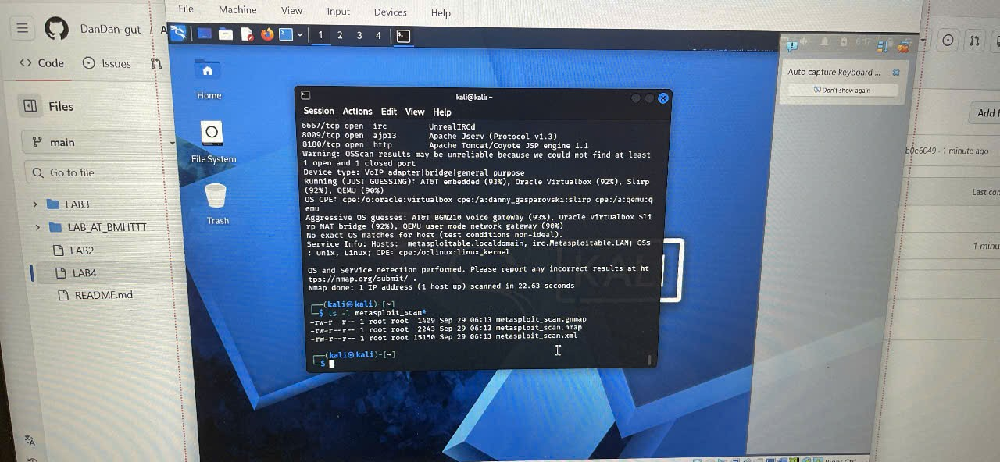 File Machine View Input Devices Help
DanDan-gut /
Code
Issues
Files
main
Go to file
LAB3
LAB_AT_BMHTTT
LAB2
LAB4
README.md
1 2 3 4
Home
File System
Trash
kali@kali: ~
Session Actions Edit View Help
6667/tcp open irc UnrealIRCd
8009/tcp open ajp13 Apache Jserv (Protocol v1.3)
8180/tcp open http Apache Tomcat/Coyote JSP engine 1.1
Warning: OSScan results may be unreliable because we could not find at least
1 open and 1 closed port
Device type: VoIP adapter|bridge|general purpose
Running (JUST GUESSING): AT&T embedded (93%), Oracle Virtualbox (92%), Slirp
(92%), QEMU (90%)
OS CPE: cpe:/o:oracle:virtualbox cpe:/a:danny_gasparovski:slirp cpe:/a:qemu:q
emu
Aggressive OS guesses: AT&T BGW210 voice gateway (93%), Oracle Virtualbox Sli
rp NAT bridge (92%), QEMU user mode network gateway (90%)
No exact OS matches for host (test conditions non-ideal).
Service Info: Hosts: metasploitable.localdomain, irc.Metasploitable.LAN; OSs
: Unix, Linux; CPE: cpe:/o:linux:linux_kernel
OS and Service detection performed. Please report any incorrect results at ht
tps://nmap.org/submit/ .
Nmap done: 1 IP address (1 host up) scanned in 22.63 seconds
┌──(kali㉿kali)-[~]
└─$ ls -l metasploit_scan*
-rw-r--r-- 1 root root 1409 Sep 29 06:13 metasploit_scan.gnmap
-rw-r--r-- 1 root root 2243 Sep 29 06:13 metasploit_scan.nmap
-rw-r--r-- 1 root root 15150 Sep 29 06:13 metasploit_scan.xml
┌──(kali㉿kali)-[~]
└─$
KALI
Auto capture keyboard ...
Don't show again
Add f
b0e6049 · 1 minute ago
Last co
1 minu
Right Ctrl